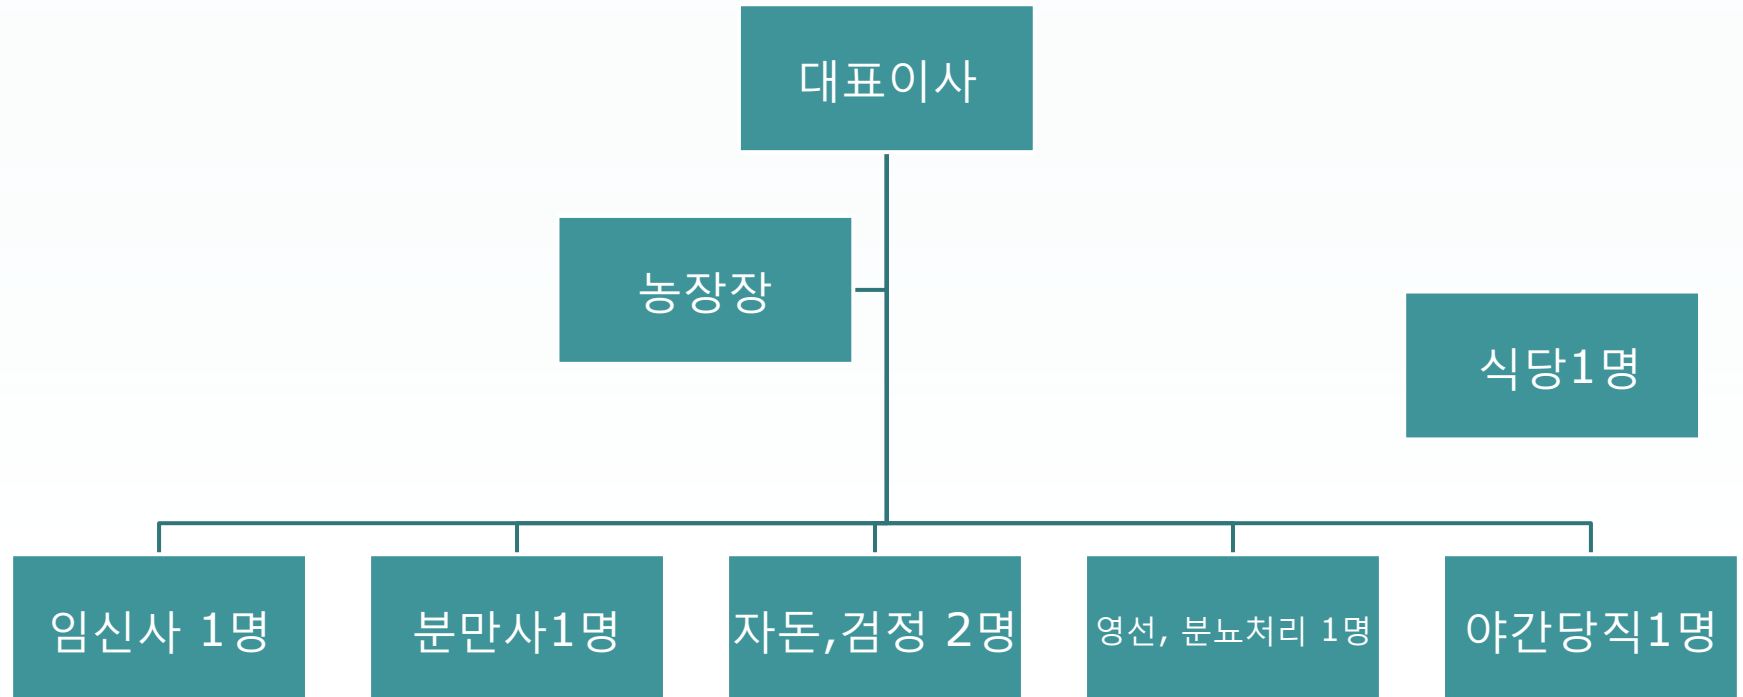 대표이사
농장장
식당1명
임신사 1명
분만사1명
자돈,검정 2명
영선, 분뇨처리 1명
야간당직1명